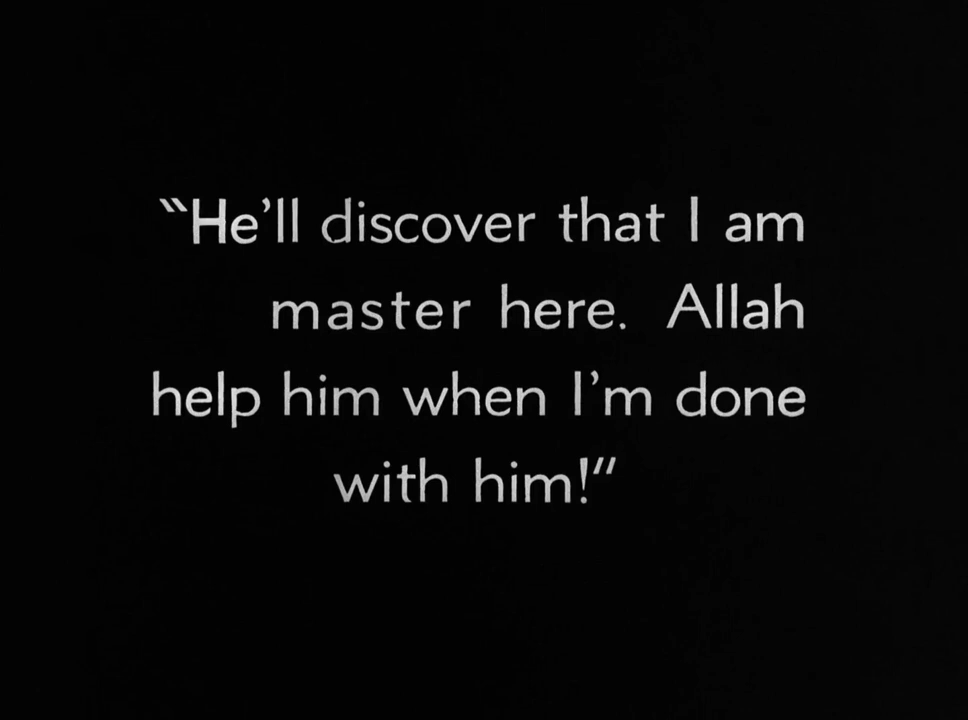 “He’ll discover that I am
master here. Allah
help him when I’m done
with him!”